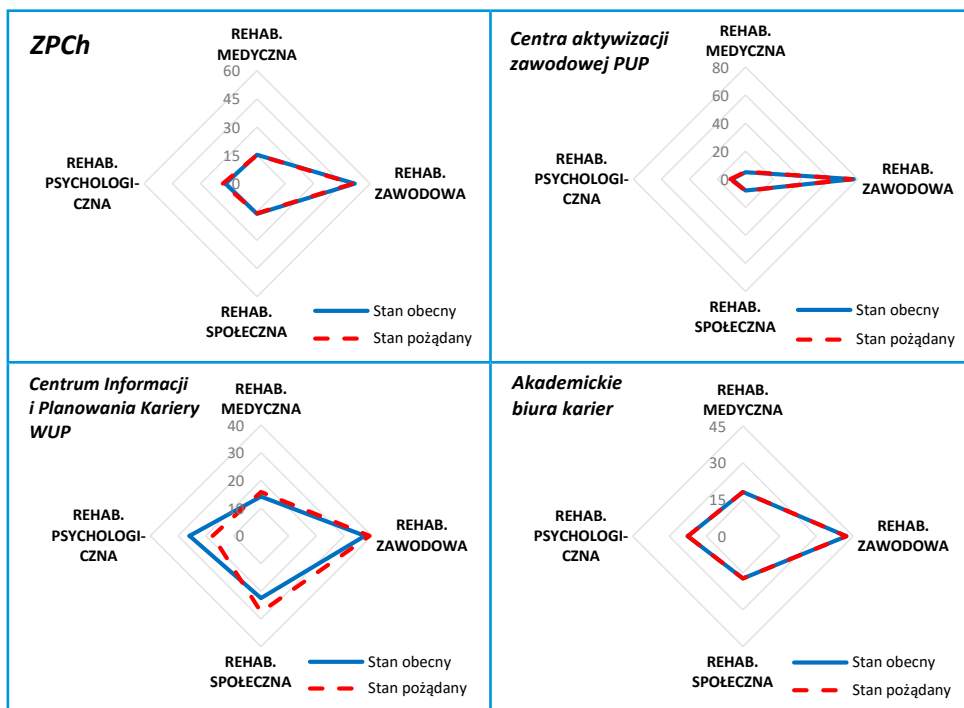 ZPCh
REHAB.
MEDYCZNA
60
45
30
15
0
REHAB.
PSYCHOLOGI-
CZNA
REHAB.
ZAWODOWA
REHAB.
SPOŁECZNA
Stan obecny
Stan pożądany
Centra aktywizacji
zawodowej PUP
REHAB.
MEDYCZNA
80
60
40
20
0
REHAB.
PSYCHOLOGI-
CZNA
REHAB.
ZAWODOWA
REHAB.
SPOŁECZNA
Stan obecny
Stan pożądany
Centrum Informacji
i Planowania Kariery
WUP
REHAB.
MEDYCZNA
40
30
20
10
0
REHAB.
PSYCHOLOGI-
CZNA
REHAB.
ZAWODOWA
REHAB.
SPOŁECZNA
Stan obecny
Stan pożądany
Akademickie
biura karier
REHAB.
MEDYCZNA
45
30
15
0
REHAB.
PSYCHOLOGI-
CZNA
REHAB.
ZAWODOWA
REHAB.
SPOŁECZNA
Stan obecny
Stan pożądany